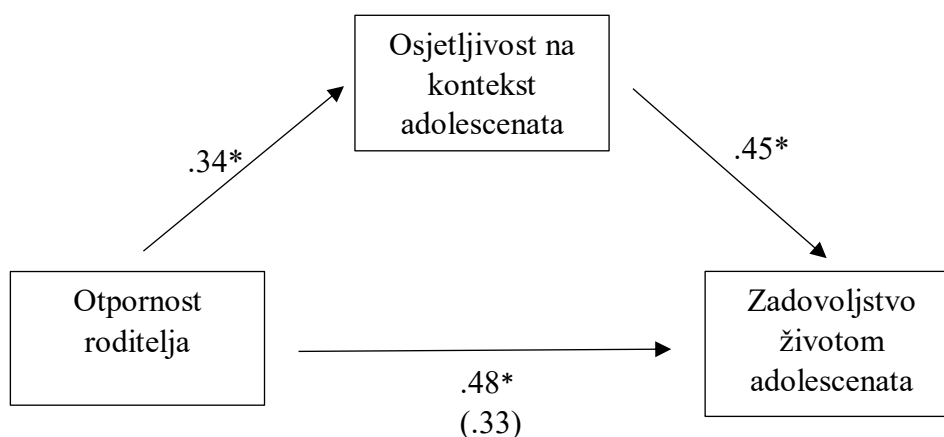 Osjetljivost na
kontekst
adolescenata
.34*
.45*
Otpornost
roditelja
Zadovoljstvo
životom
adolescenata
.48*
(.33)